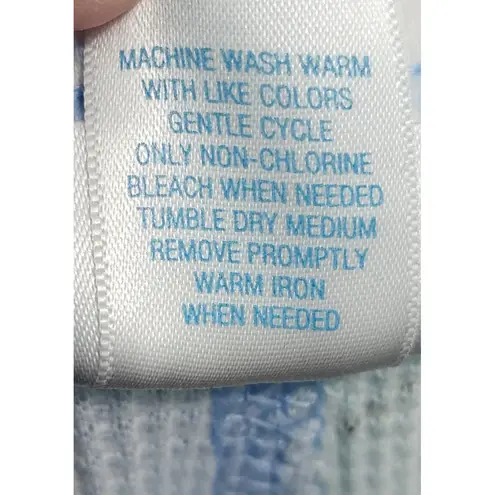 MACHINE WASH WARM
WITH LIKE COLORS
GENTLE CYCLE
ONLY NON-CHLORINE
BLEACH WHEN NEEDED
TUMBLE DRY MEDIUM
REMOVE PROMPTLY
WARM IRON
WHEN NEEDED